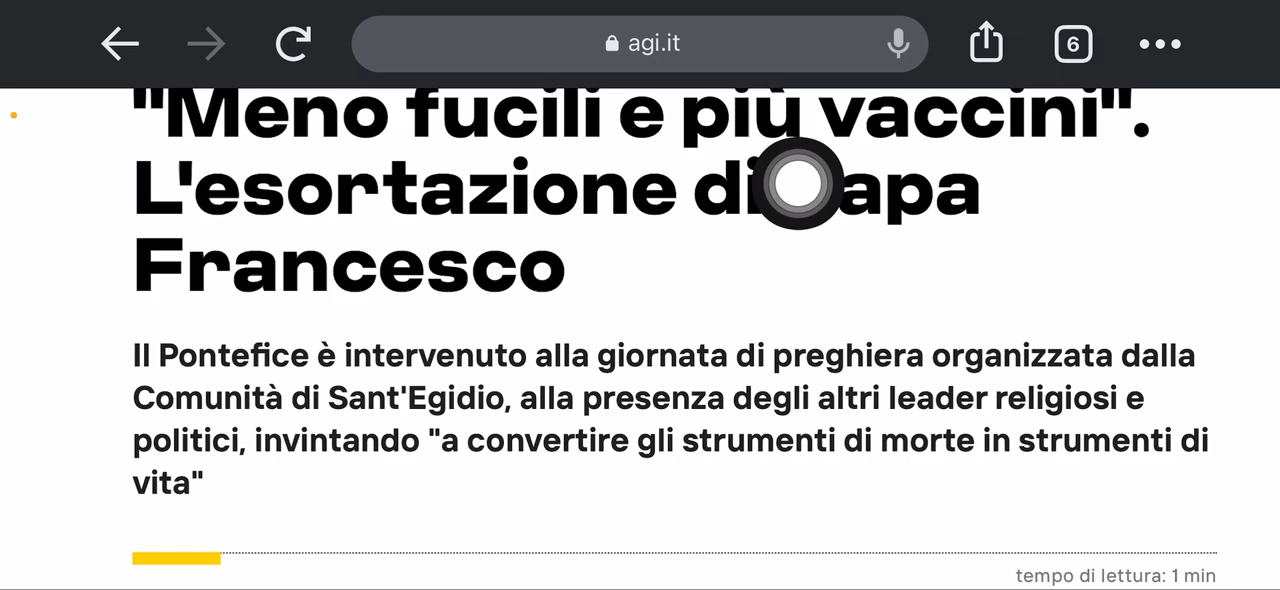 agi.it
6
"Meno fucili e più vaccini".
L'esortazione di apa
Francesco
Il Pontefice è intervenuto alla giornata di preghiera organizzata dalla
Comunità di Sant'Egidio, alla presenza degli altri leader religiosi e
politici, invintando "a convertire gli strumenti di morte in strumenti di
vita"
tempo di lettura: 1 min